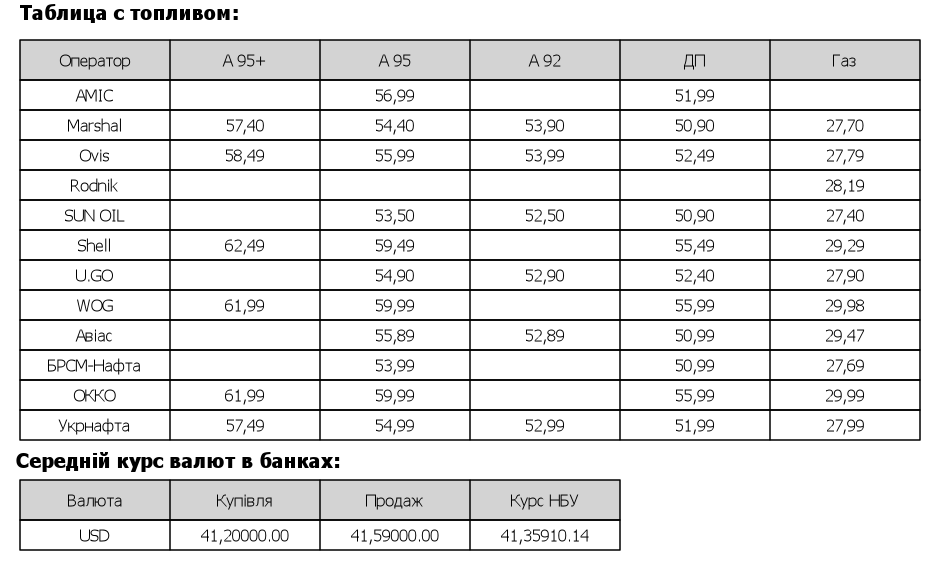 Таблица с топливом:
Оператор А 95+ А 95 А 92 ДП Газ
АМІС 56,99 51,99
Marshal 57,40 54,40 53,90 50,90 27,70
Ovis 58,49 55,99 53,99 52,49 27,79
Rodnik 28,19
SUN OIL 53,50 52,50 50,90 27,40
Shell 62,49 59,49 55,49 29,29
U.GO 54,90 52,90 52,40 27,90
WOG 61,99 59,99 55,99 29,98
Авіас 55,89 52,89 50,99 29,47
БРСМ-Нафта 53,99 50,99 27,69
ОККО 61,99 59,99 55,99 29,99
Укрнафта 57,49 54,99 52,99 51,99 27,99
Середній курс валют в банках:
Валюта Купівля Продаж Курс НБУ
USD 41,20000.00 41,59000.00 41,35910.14